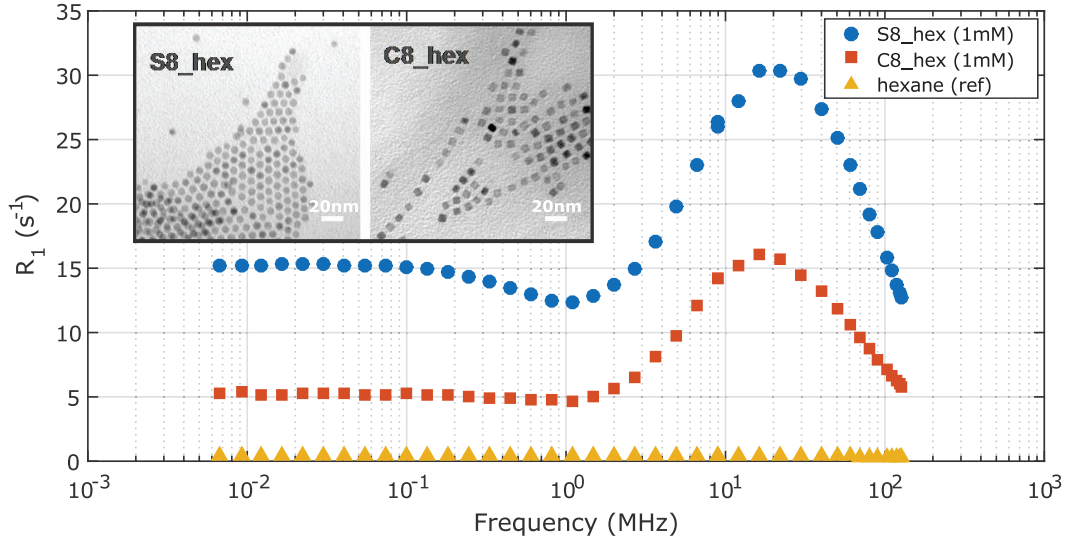 S8_hex
C8_hex
20nm
20nm
S8_hex (1mM)
C8_hex (1mM)
hexane (ref)
R1 (s-1)
35
30
25
20
15
10
5
0
10-3
10-2
10-1
100
101
102
103
Frequency (MHz)